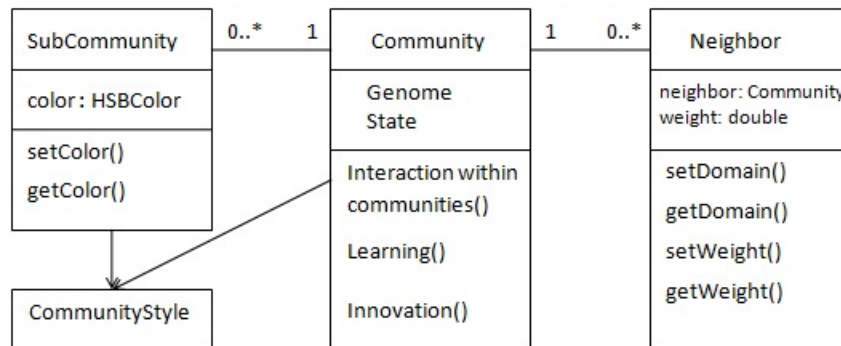 SubCommunity
color: HSBColor
setColor()
getColor()
0..*
1
Community
Genome
State
Interaction within
communities()
Learning()
Innovation()
1
0..*
Neighbor
neighbor: Community
weight: double
setDomain()
getDomain()
setWeight()
getWeight()
CommunityStyle